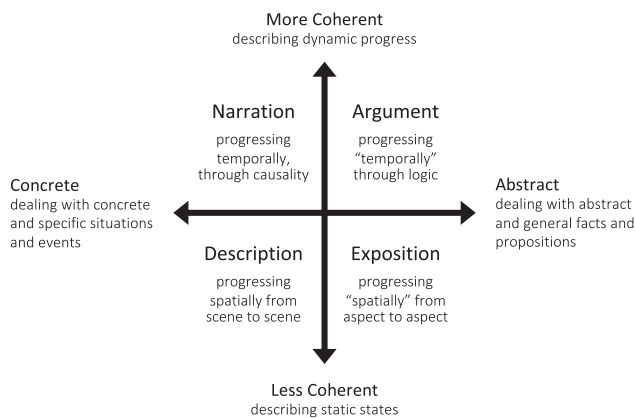 More Coherent
describing dynamic progress
Narration
progressing
temporally,
through causality
Argument
progressing
“temporally”
through logic
Concrete
dealing with concrete
and specific situations
and events
Abstract
dealing with abstract
and general facts and
propositions
Description
progressing
spatially from
scene to scene
Exposition
progressing
“spatially” from
aspect to aspect
Less Coherent
describing static states